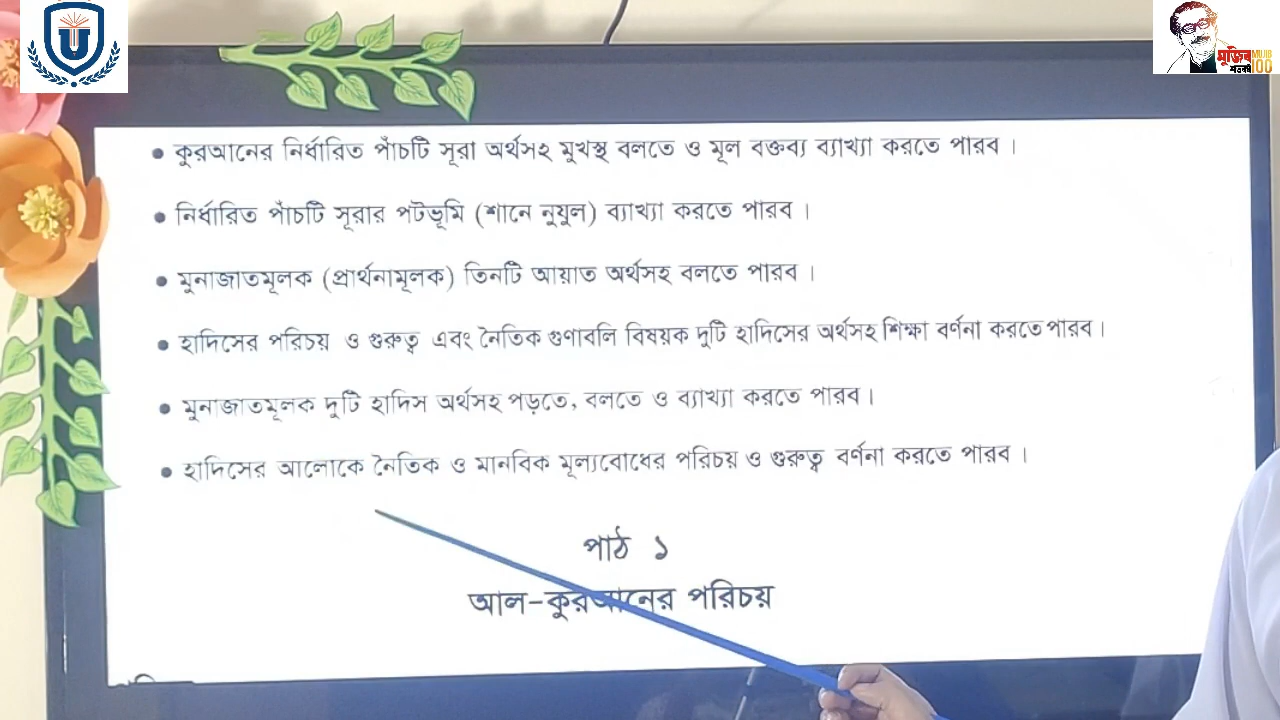 মুজিব MUJIB
শতবর্ষ 100
• কুরআনের নির্ধারিত পাঁচটি সূরা অর্থসহ মুখস্থ বলতে ও মূল বক্তব্য ব্যাখ্যা করতে পারব ।
• নির্ধারিত পাঁচটি সূরার পটভূমি (শানে নুযুল) ব্যাখ্যা করতে পারব ।
• মুনাজাতমূলক (প্রার্থনামূলক) তিনটি আয়াত অর্থসহ বলতে পারব ।
• হাদিসের পরিচয় ও গুরুত্ব এবং নৈতিক গুণাবলি বিষয়ক দুটি হাদিসের অর্থসহ শিক্ষা বর্ণনা করতে পারব ।
• মুনাজাতমূলক দুটি হাদিস অর্থসহ পড়তে, বলতে ও ব্যাখ্যা করতে পারব ।
• হাদিসের আলোকে নৈতিক ও মানবিক মূল্যবোধের পরিচয় ও গুরুত্ব বর্ণনা করতে পারব ।
পাঠ ১
আল-কুরআনের পরিচয়